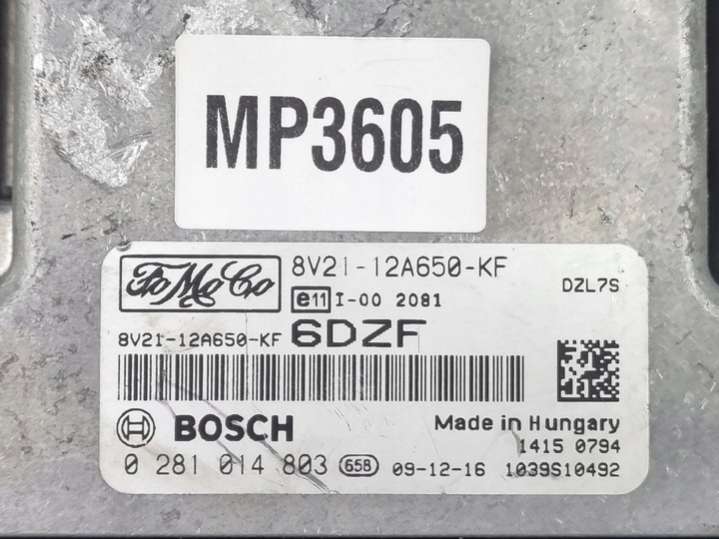 MP3605
FoMoCo 8V21-12A650-KF
DZL7S
e11 I-00 2081
8V21-12A650-KF 6DZF
BOSCH Made in Hungary
1415 0794
0 281 014 803 658 09-12-16 1039S10492